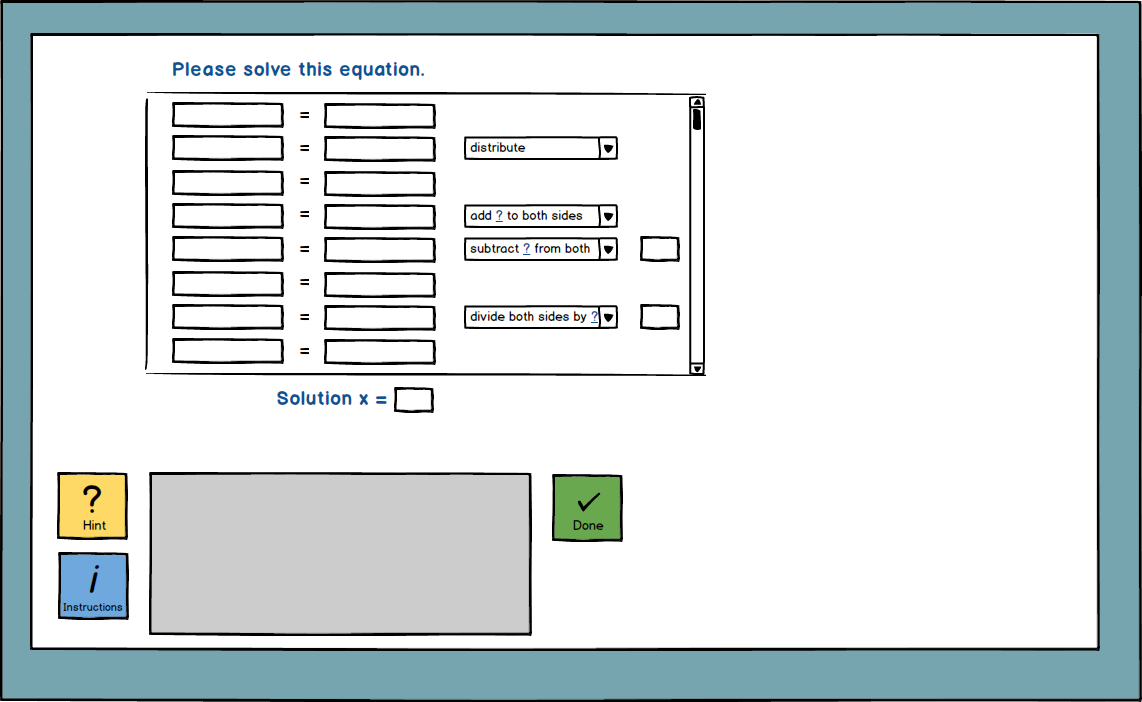 Please solve this equation.
=
= distribute
=
= add ? to both sides
= subtract ? from both
=
= divide both sides by ?
=
Solution x =
?
Hint
Done
i
Instructions